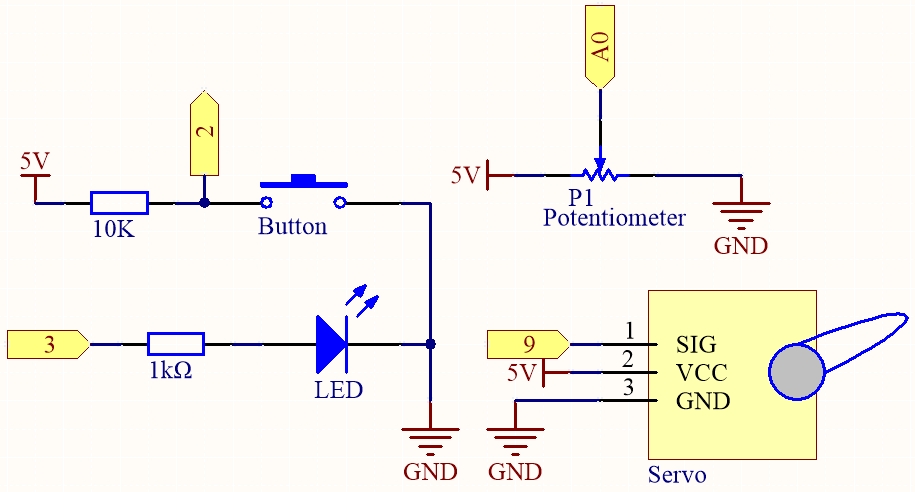 A0
2
5V
10K
Button
5V
P1
Potentiometer
GND
3
1kΩ
LED
GND
9
5V
1
2
3
SIG
VCC
GND
GND
Servo